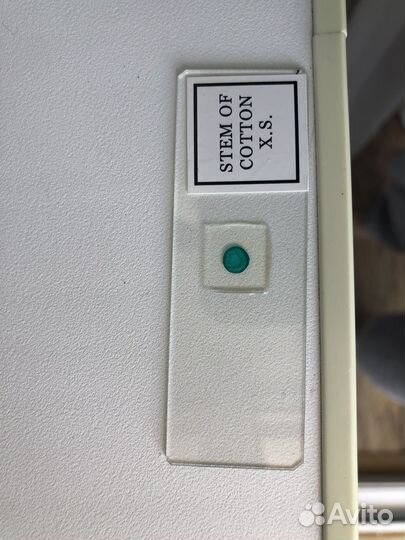 STEM OF
COTTON
X.S.
Avito